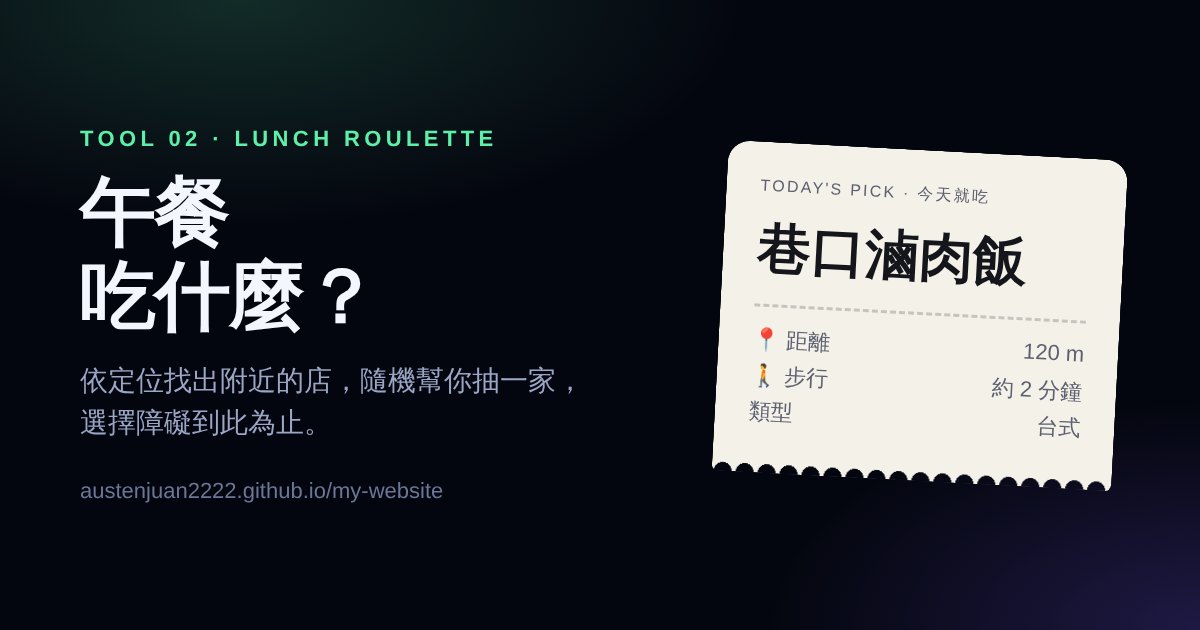 TOOL 02 · LUNCH ROULETTE
午餐
吃什麼？
依定位找出附近的店，隨機幫你抽一家，
選擇障礙到此為止。
austenjuan2222.github.io/my-website
TODAY'S PICK · 今天就吃
巷口滷肉飯
📍 距離 120 m
🚶 步行 約 2 分鐘
類型 台式